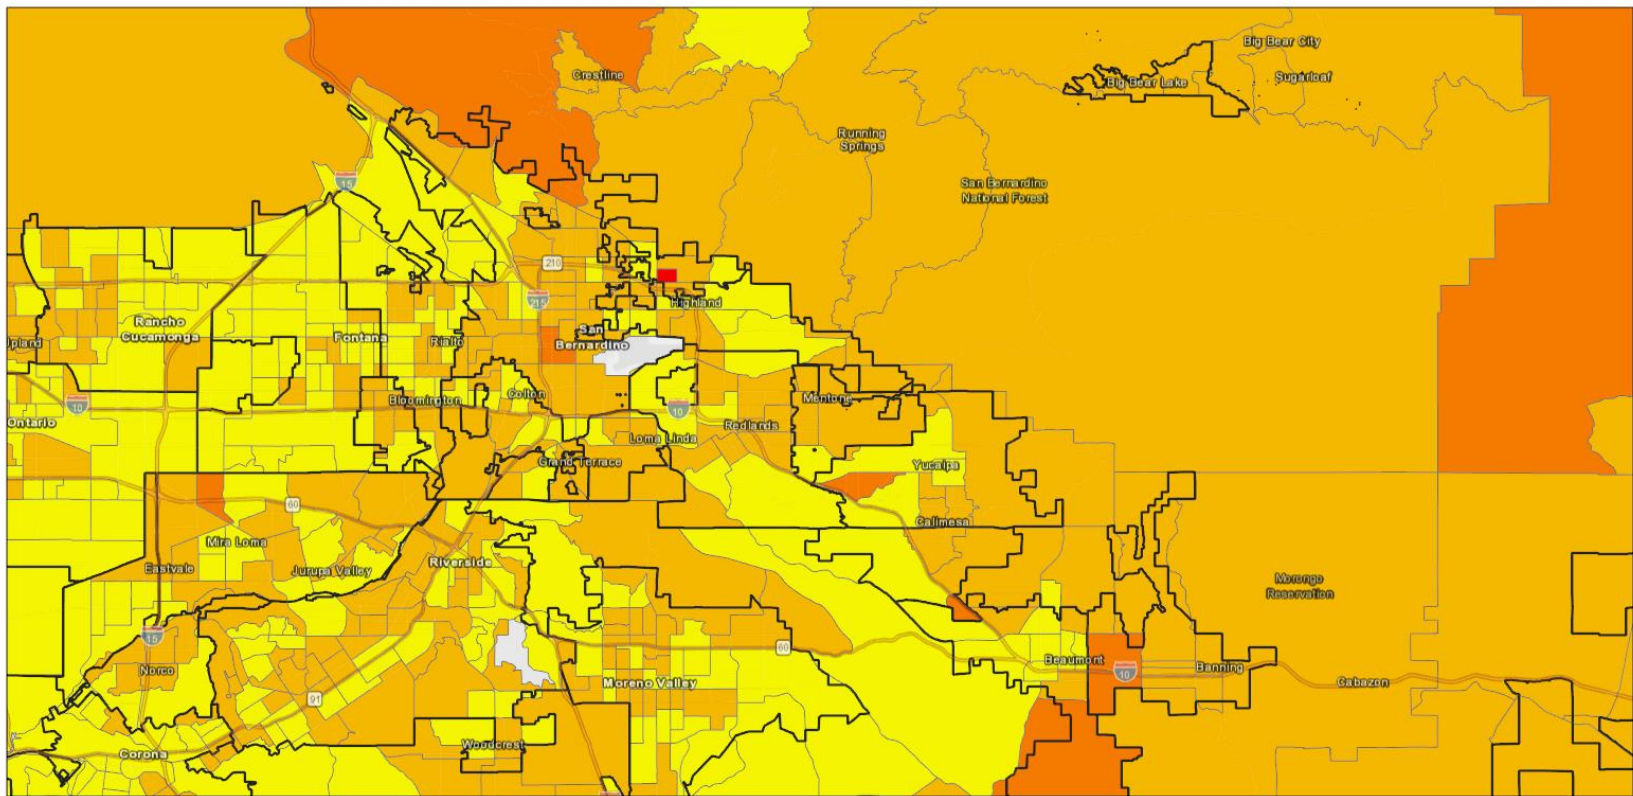 Big Bear City
Crestline
Big Bear Lake
Sugarloaf
Running
Springs
15
San Bernardino
National Forest
210
215
Highland
Rancho
Cucamonga
Upland
Fontana
Rialto
San
Bernardino
10
Bloomington
Colton
Mentone
10
Ontario
Redlands
Loma Linda
Grand Terrace
Yucaipa
60
Calimesa
Mira Loma
Eastvale
Jurupa Valley
Riverside
Morongo
Reservation
15
60
Norco
Beaumont
10
Banning
Moreno Valley
Cabazon
91
Corona
Woodcrest